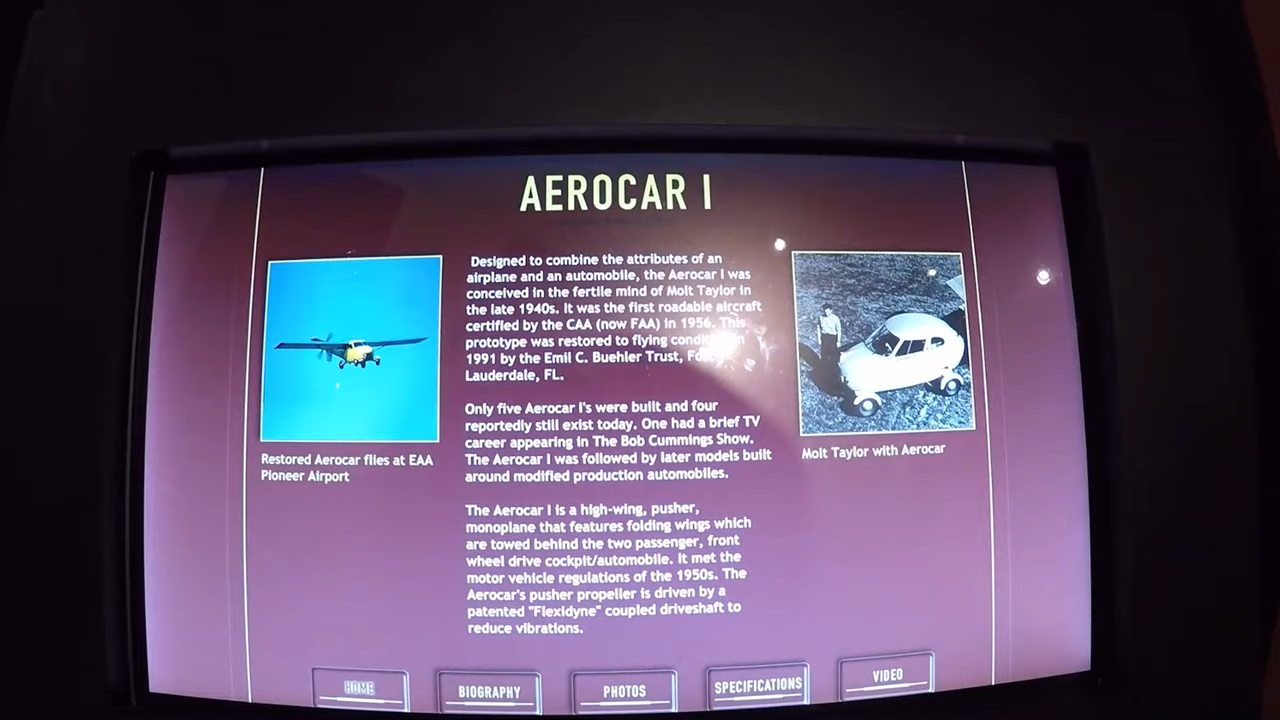 AEROCAR I
Designed to combine the attributes of an
airplane and an automobile, the Aerocar I was
conceived in the fertile mind of Molt Taylor in
the late 1940s. It was the first roadable aircraft
certified by the CAA (now FAA) in 1956. This
prototype was restored to flying in
1991 by the Emil C. Buehler Trust,
Lauderdale, FL.
Only five Aerocar I's were built and four
reportedly still exist today. One had a brief TV
career appearing in The Bob Cummings Show.
The Aerocar I was followed by later models built
around modified production automobiles.
The Aerocar I is a high-wing, pusher,
monoplane that features folding wings which
are towed behind the two passenger, front
wheel drive cockpit/automobile. It met the
motor vehicle regulations of the 1950s. The
Aerocar's pusher propeller is driven by a
patented "Flexidyne" coupled driveshaft to
reduce vibrations.
Restored Aerocar flies at EAA
Pioneer Airport
Molt Taylor with Aerocar
HOME
BIOGRAPHY
PHOTOS
SPECIFICATIONS
VIDEO